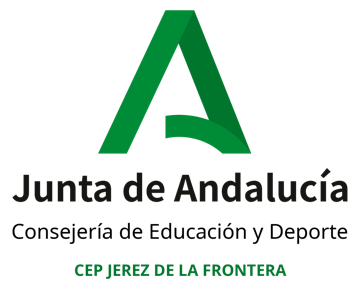 Junta de Andalucía
Consejería de Educación y Deporte
CEP JEREZ DE LA FRONTERA